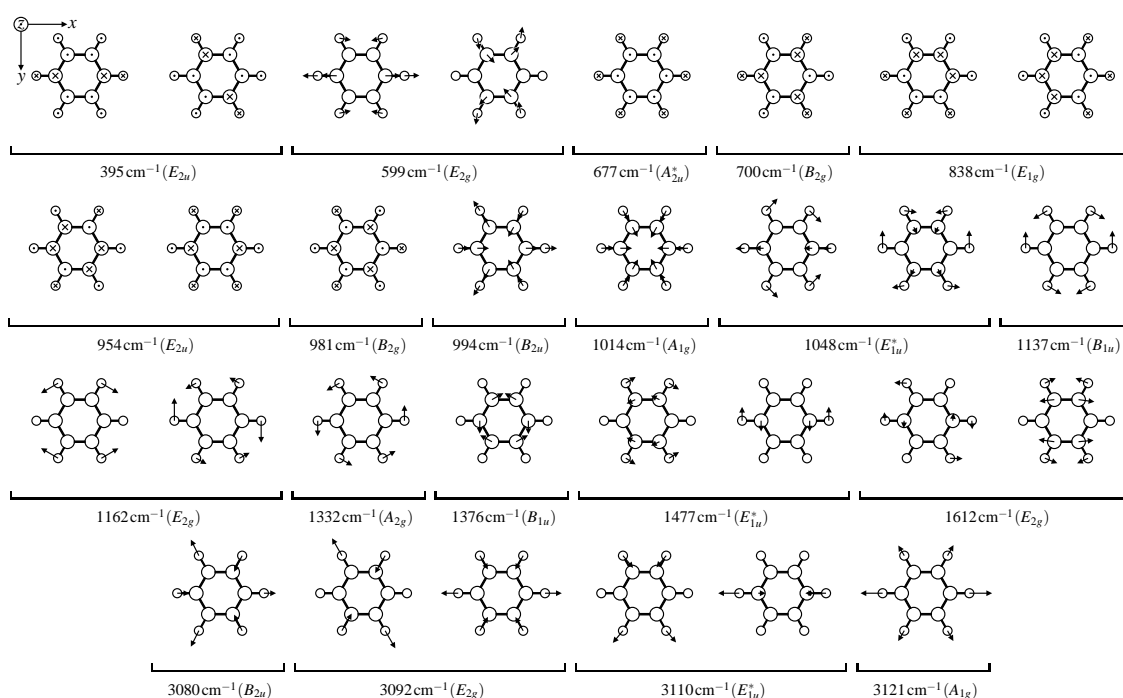 z x
y
395 cm⁻¹ (E₂ᵤ) 599 cm⁻¹ (E₂g) 677 cm⁻¹ (A*₂ᵤ) 700 cm⁻¹ (B₂g) 838 cm⁻¹ (E₁g)
954 cm⁻¹ (E₂ᵤ) 981 cm⁻¹ (B₂g) 994 cm⁻¹ (B₂ᵤ) 1014 cm⁻¹ (A₁g) 1048 cm⁻¹ (E*₁ᵤ) 1137 cm⁻¹ (B₁ᵤ)
1162 cm⁻¹ (E₂g) 1332 cm⁻¹ (A₂g) 1376 cm⁻¹ (B₁ᵤ) 1477 cm⁻¹ (E*₁ᵤ) 1612 cm⁻¹ (E₂g)
3080 cm⁻¹ (B₂ᵤ) 3092 cm⁻¹ (E₂g) 3110 cm⁻¹ (E*₁ᵤ) 3121 cm⁻¹ (A₁g)